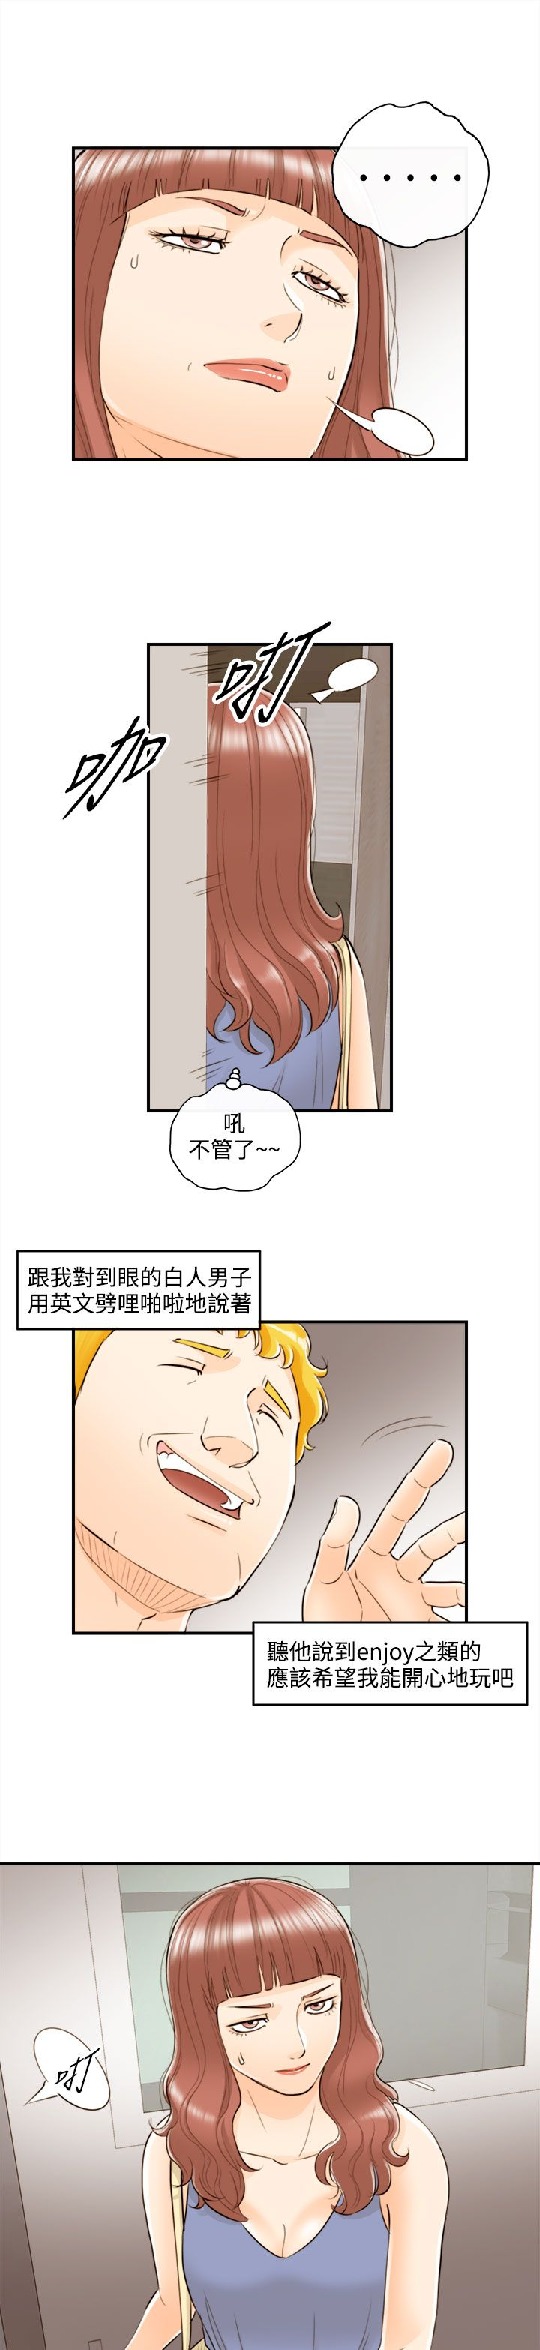 .....
咖
叮
吼
不管了~~
跟我對到眼的白人男子
用英文劈哩啪啦地說著
聽他說到enjoy之類的
應該希望我能開心地玩吧
叮